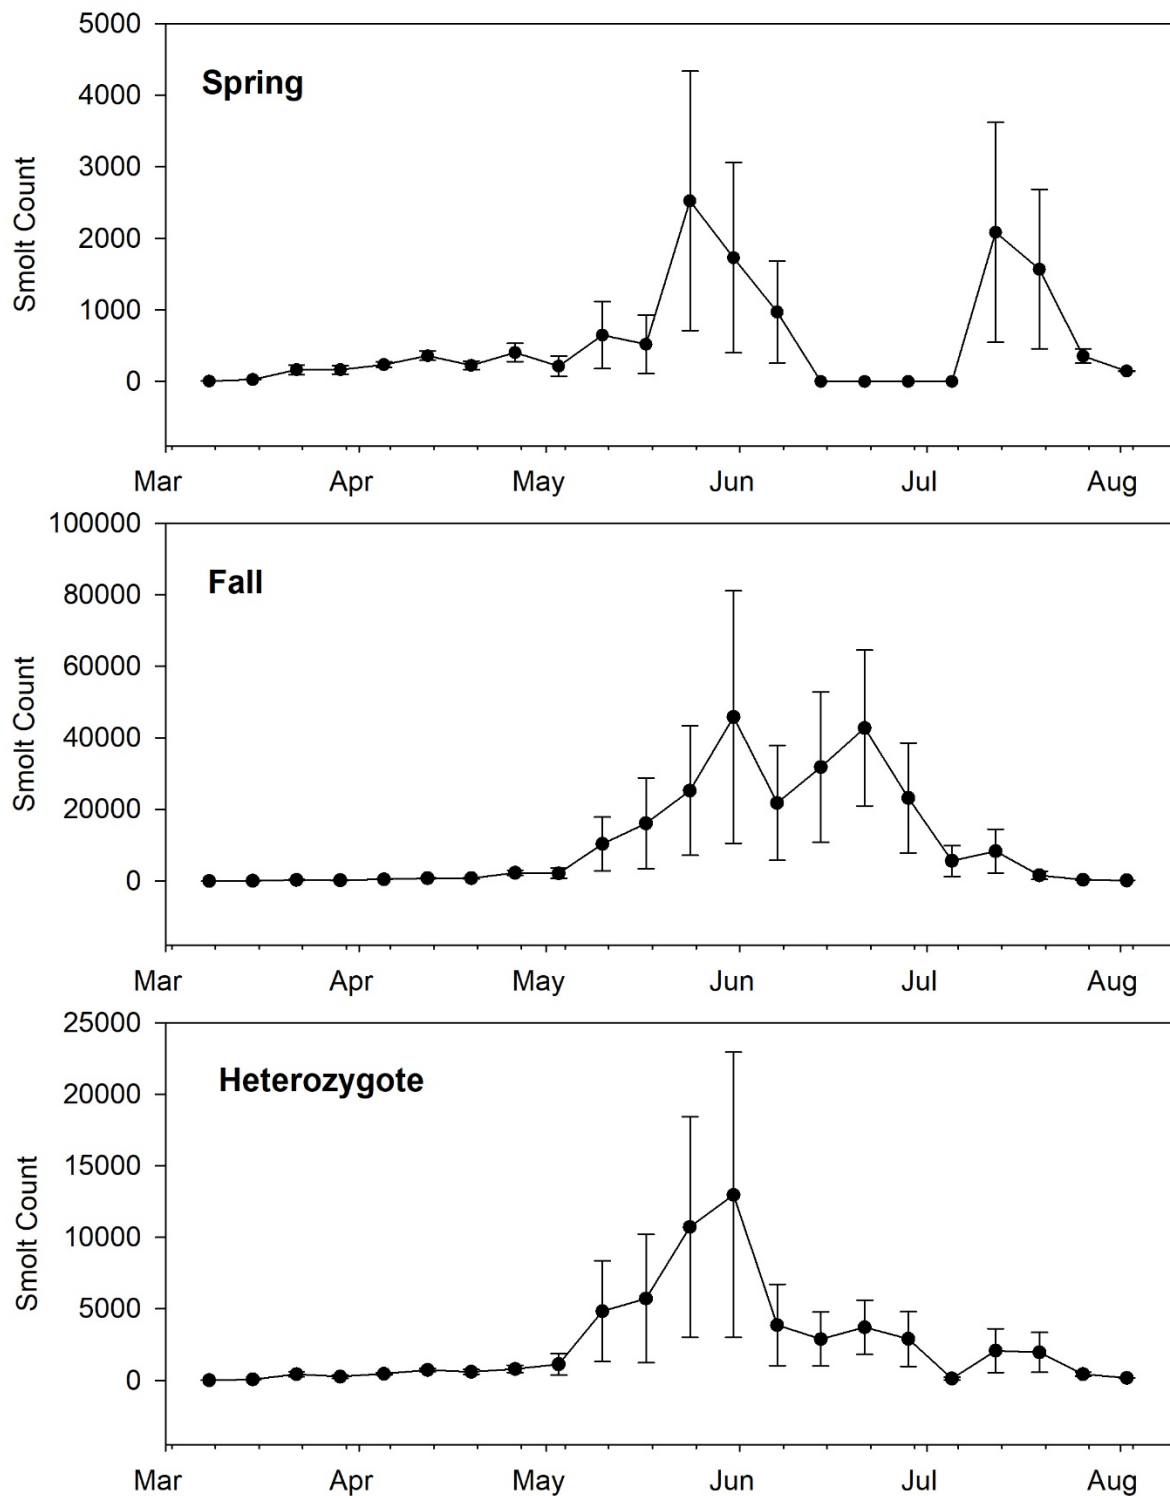 5000
Spring
4000
3000
2000
1000
0
Smolt Count
Mar Apr May Jun Jul Aug
100000
Fall
80000
60000
40000
20000
0
Smolt Count
Mar Apr May Jun Jul Aug
25000
Heterozygote
20000
15000
10000
5000
0
Smolt Count
Mar Apr May Jun Jul Aug